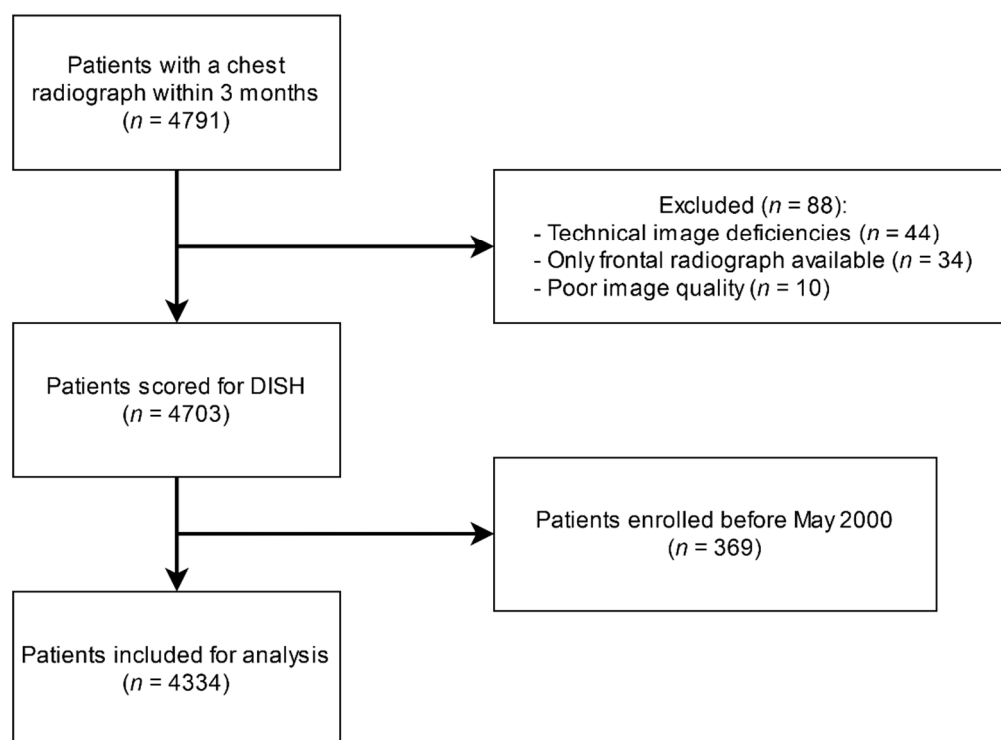 Patients with a chest
radiograph within 3 months
(n = 4791)
Excluded (n = 88):
- Technical image deficiencies (n = 44)
- Only frontal radiograph available (n = 34)
- Poor image quality (n = 10)
Patients scored for DISH
(n = 4703)
Patients enrolled before May 2000
(n = 369)
Patients included for analysis
(n = 4334)